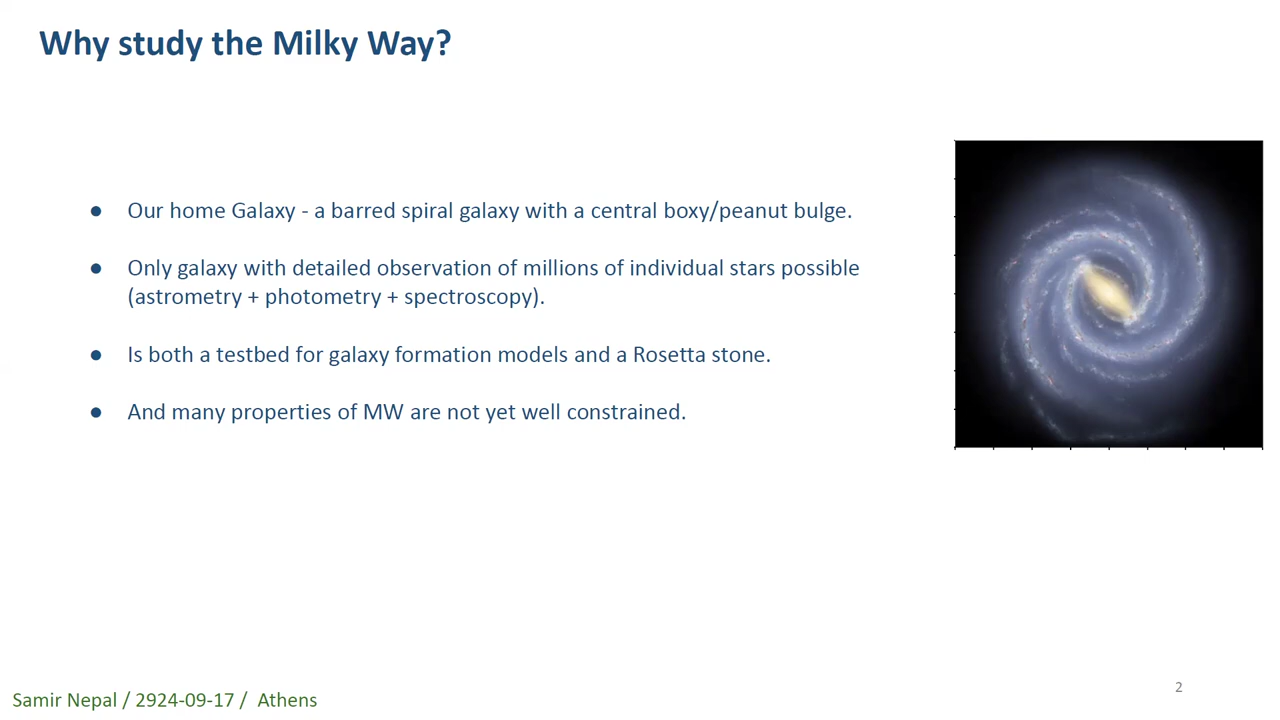 Why study the Milky Way?
● Our home Galaxy - a barred spiral galaxy with a central boxy/peanut bulge.
● Only galaxy with detailed observation of millions of individual stars possible
(astrometry + photometry + spectroscopy).
● Is both a testbed for galaxy formation models and a Rosetta stone.
● And many properties of MW are not yet well constrained.
Samir Nepal / 2924-09-17 / Athens
2